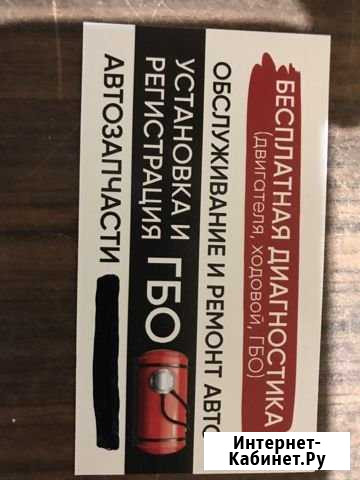 БЕСПЛАТНАЯ ДИАГНОСТИКА
(двигателя, ходовой, ГБО)
ОБСЛУЖИВАНИЕ И РЕМОНТ АВТО
УСТАНОВКА И
РЕГИСТРАЦИЯ
ГБО
АВТОЗАПЧАСТИ
Интернет-
Кабинет.Ру